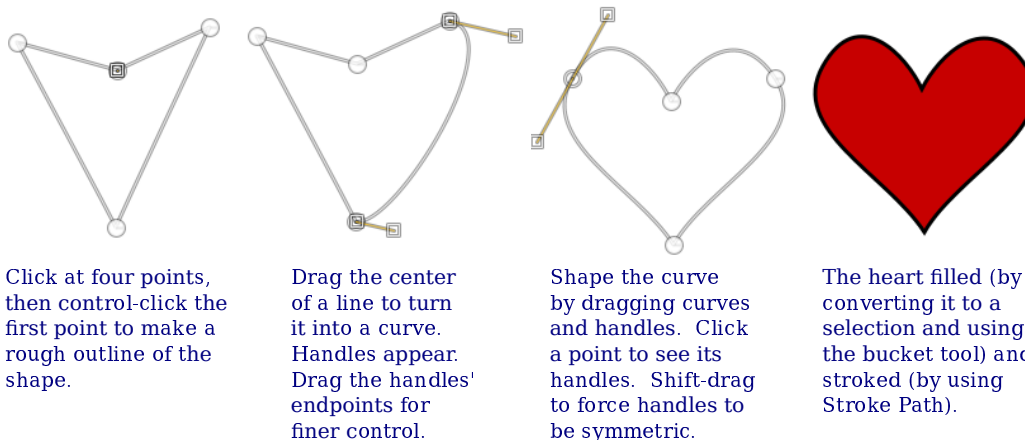 Click at four points,
then control-click the
first point to make a
rough outline of the
shape.
Drag the center
of a line to turn
it into a curve.
Handles appear.
Drag the handles'
endpoints for
finer control.
Shape the curve
by dragging curves
and handles.  Click
a point to see its
handles.  Shift-drag
to force handles to
be symmetric.
The heart filled (by
converting it to a
selection and using
the bucket tool) and
stroked (by using
Stroke Path).